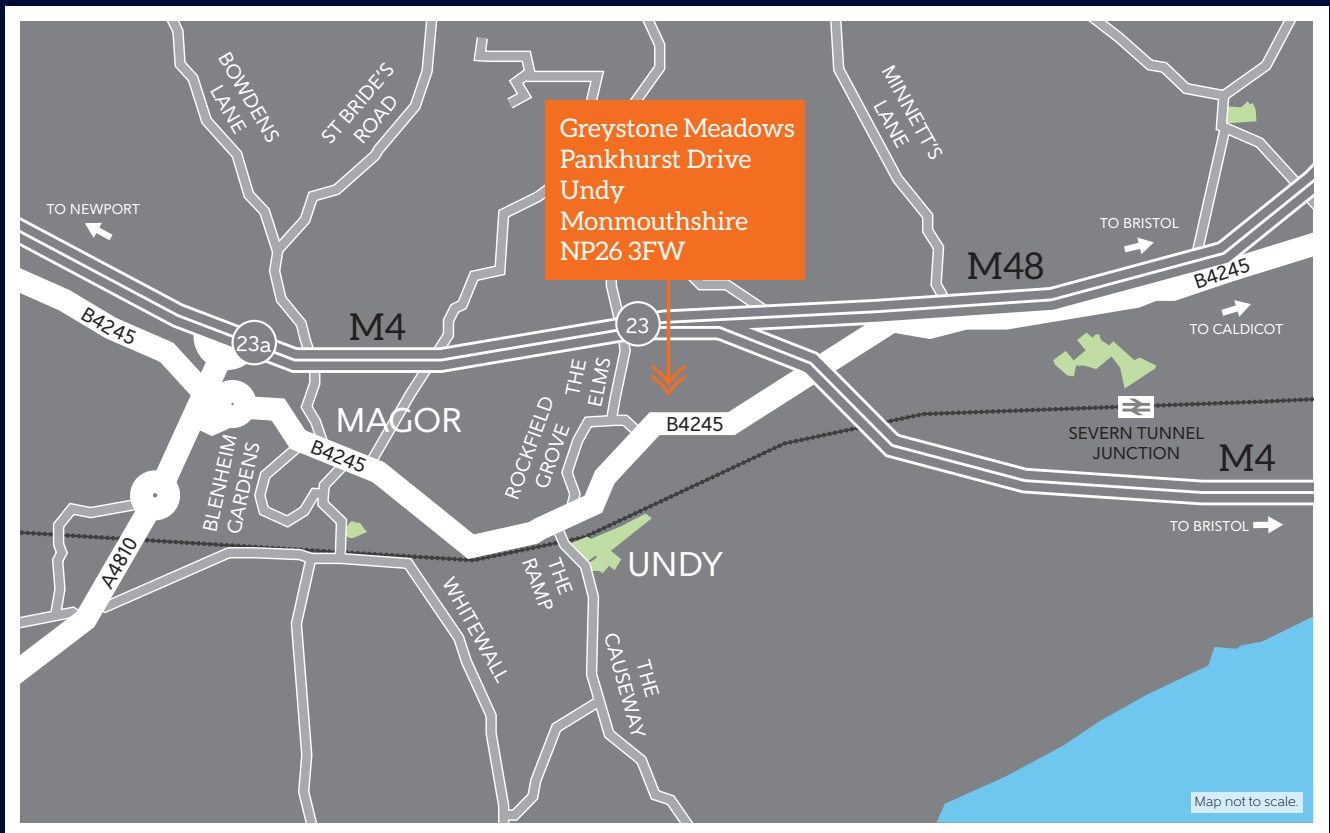 BOWDENS
LANE
ST BRIDE'S
ROAD
MINNETT'S
LANE
Greystone Meadows
Pankhurst Drive
Undy
Monmouthshire
NP26 3FW
TO NEWPORT
TO BRISTOL
M48
B4245
TO CALDICOT
B4245
23a
M4
23
THE
ELMS
MAGOR
ROCKFIELD
GROVE
B4245
B4245
BLENHEIM
GARDENS
SEVERN TUNNEL
JUNCTION
M4
TO BRISTOL
A4810
THE
RAMP
UNDY
WHITEWALL
THE
CAUSEWAY
Map not to scale.